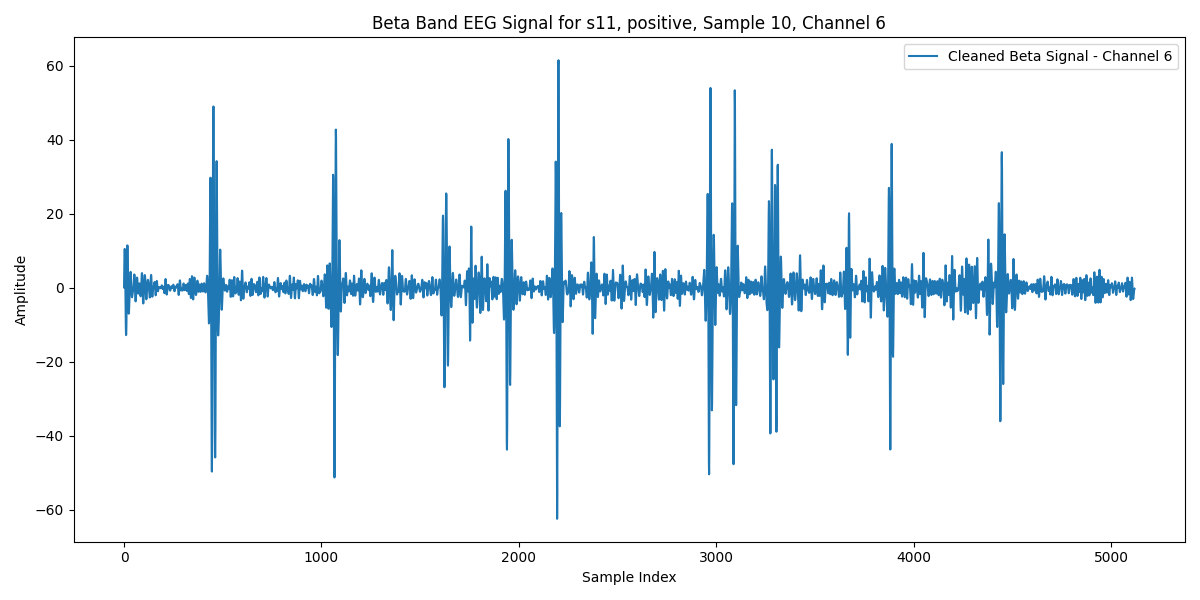 Beta Band EEG Signal for s11, positive, Sample 10, Channel 6
Cleaned Beta Signal - Channel 6
Amplitude
60
40
20
0
−20
−40
−60
0 1000 2000 3000 4000 5000
Sample Index